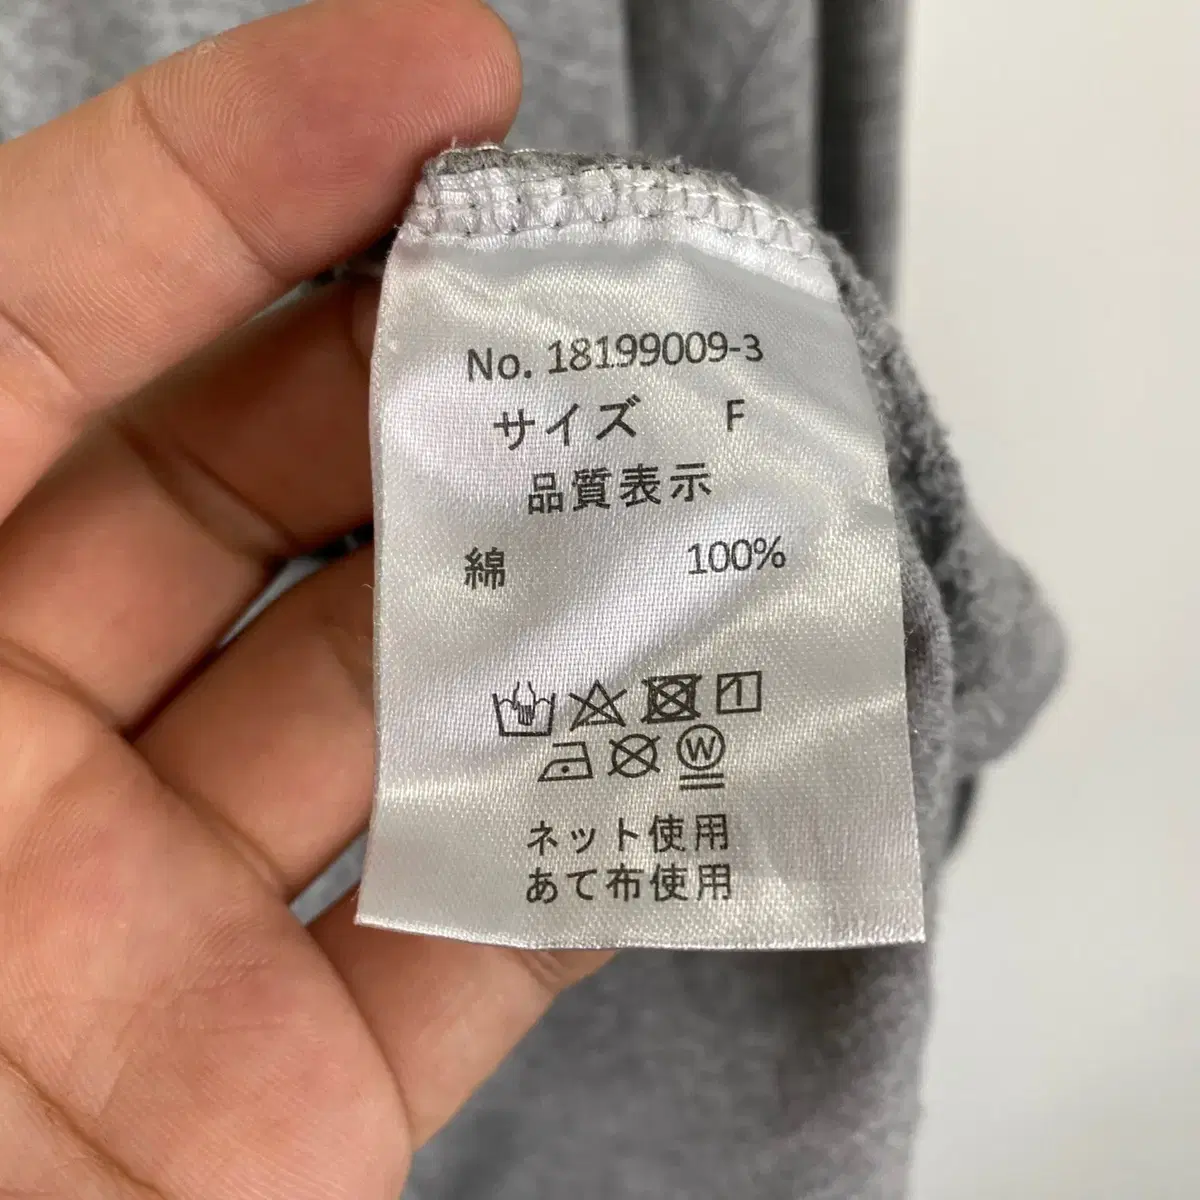 No. 18199009-3
サイズ F
品質表示
綿 100%
W
ネット使用
あて布使用